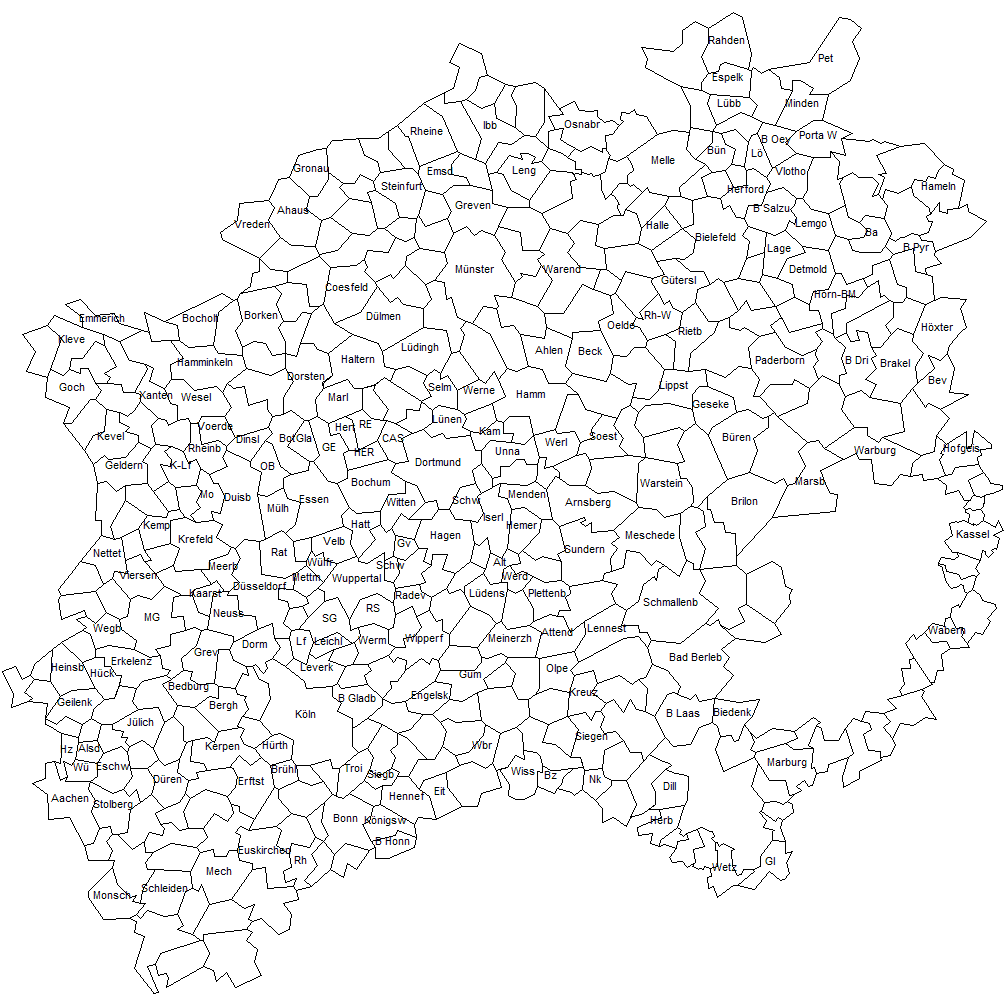 Rahden
Pet
Espelk
Lübb
Minden
Rheine
Ibb
Osnabr
B Oey
Porta W
Bün
Lö
Melle
Gronau
Emsd
Leng
Vlotho
Steinfurt
Herford
Hameln
Ahaus
Greven
B Salzu
Vreden
Halle
Lemgo
Ba
Bielefeld
Lage
B Pyr
Münster
Warend
Detmold
Gütersl
Coesfeld
Horn-BM
Emmerich
Bocholt
Borken
Dülmen
Rh-W
Oelde
Rietb
Höxter
Kleve
Lüdingh
Ahlen
Beck
Hamminkeln
Haltern
Paderborn
B Dri
Brakel
Dorsten
Bev
Goch
Selm
Lippst
Xanten
Wesel
Marl
Werne
Hamm
Geseke
Lünen
Voerde
Hert
RE
Kam
Kevel
Dinsl
Bot
Gla
CAS
Werl
Soest
Büren
Rheinb
GE
HER
Unna
Warburg
Hofgeis
Geldern
K-Lf
OB
Dortmund
Bochum
Warstein
Marsb
Mo
Duisb
Essen
Menden
Mülh
Witten
Schw
Arnsberg
Brilon
Kemp
Hatt
Iserl
Hemer
Krefeld
Hagen
Meschede
Kassel
Velb
Gv
Nettet
Rat
Sundern
Wülfr
Schw
Alt
Viersen
Meerb
Mettm
Wuppertal
Werd
Düsseldorf
Kaarst
Radev
Lüdens
Plettenb
Schmallenb
MG
Neuss
SG
RS
Wegb
Lennest
Wabern
Attend
Lf
Leichl
Werm
Wipperf
Meinerzh
Dorm
Grev
Erkelenz
Bad Berleb
Heinsb
Hück
Leverk
Gum
Olpe
Bedburg
Engelsk
Kreuz
Geilenk
Bergh
B Gladb
Köln
B Laas
Biedenk
Jülich
Siegen
Hz
Alsd
Kerpen
Hürth
Wbr
Wü
Eschw
Brühl
Troi
Marburg
Siegb
Wiss
Bz
Düren
Erftst
Nk
Dill
Aachen
Hennef
Eit
Stolberg
Bonn
Königsw
Herb
B Honn
Euskirchen
Rh
Gl
Wetz
Mech
Monsch
Schleiden